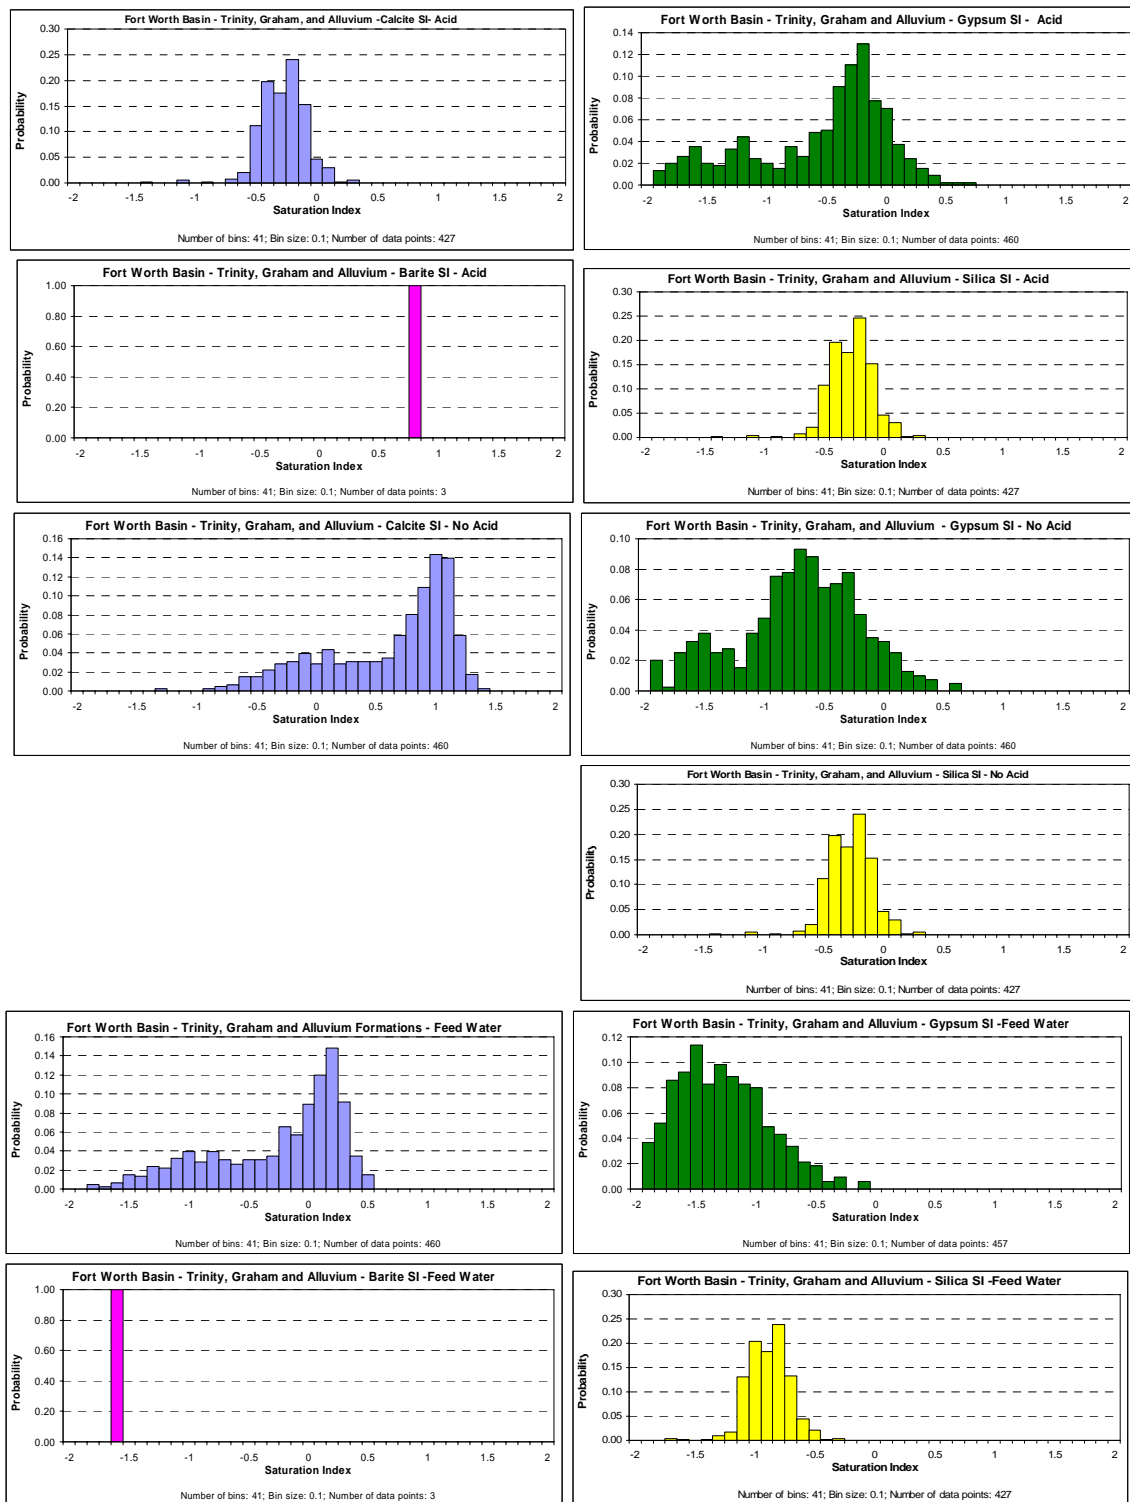 Fort Worth Basin - Trinity, Graham, and Alluvium -Calcite SI- Acid
0.30
0.25
0.20
0.15
0.10
0.05
0.00
Probability
-2 -1.5 -1 -0.5 0 0.5 1 1.5 2
Saturation Index
Number of bins: 41; Bin size: 0.1; Number of data points: 427
Fort Worth Basin - Trinity, Graham and Alluvium - Gypsum SI - Acid
0.14
0.12
0.10
0.08
0.06
0.04
0.02
0.00
Probability
-2 -1.5 -1 -0.5 0 0.5 1 1.5 2
Saturation Index
Number of bins: 41; Bin size: 0.1; Number of data points: 460
Fort Worth Basin - Trinity, Graham and Alluvium - Barite SI - Acid
1.00
0.80
0.60
0.40
0.20
0.00
Probability
-2 -1.5 -1 -0.5 0 0.5 1 1.5 2
Saturation Index
Number of bins: 41; Bin size: 0.1; Number of data points: 3
Fort Worth Basin - Trinity, Graham and Alluvium - Silica SI - Acid
0.30
0.25
0.20
0.15
0.10
0.05
0.00
Probability
-2 -1.5 -1 -0.5 0 0.5 1 1.5 2
Saturation Index
Number of bins: 41; Bin size: 0.1; Number of data points: 427
Fort Worth Basin - Trinity, Graham, and Alluvium - Calcite SI - No Acid
0.16
0.14
0.12
0.10
0.08
0.06
0.04
0.02
0.00
Probability
-2 -1.5 -1 -0.5 0 0.5 1 1.5 2
Saturation Index
Number of bins: 41; Bin size: 0.1; Number of data points: 460
Fort Worth Basin - Trinity, Graham, and Alluvium - Gypsum SI - No Acid
0.10
0.08
0.06
0.04
0.02
0.00
Probability
-2 -1.5 -1 -0.5 0 0.5 1 1.5 2
Saturation Index
Number of bins: 41; Bin size: 0.1; Number of data points: 460
Fort Worth Basin - Trinity, Graham, and Alluvium - Silica SI - No Acid
0.30
0.25
0.20
0.15
0.10
0.05
0.00
Probability
-2 -1.5 -1 -0.5 0 0.5 1 1.5 2
Saturation Index
Number of bins: 41; Bin size: 0.1; Number of data points: 427
Fort Worth Basin - Trinity, Graham and Alluvium Formations - Feed Water
0.16
0.14
0.12
0.10
0.08
0.06
0.04
0.02
0.00
Probability
-2 -1.5 -1 -0.5 0 0.5 1 1.5 2
Saturation Index
Number of bins: 41; Bin size: 0.1; Number of data points: 460
Fort Worth Basin - Trinity, Graham and Alluvium - Gypsum SI -Feed Water
0.12
0.10
0.08
0.06
0.04
0.02
0.00
Probability
-2 -1.5 -1 -0.5 0 0.5 1 1.5 2
Saturation Index
Number of bins: 41; Bin size: 0.1; Number of data points: 457
Fort Worth Basin - Trinity, Graham and Alluvium - Barite SI -Feed Water
1.00
0.80
0.60
0.40
0.20
0.00
Probability
-2 -1.5 -1 -0.5 0 0.5 1 1.5 2
Saturation Index
Number of bins: 41; Bin size: 0.1; Number of data points: 3
Fort Worth Basin - Trinity, Graham and Alluvium - Silica SI -Feed Water
0.30
0.25
0.20
0.15
0.10
0.05
0.00
Probability
-2 -1.5 -1 -0.5 0 0.5 1 1.5 2
Saturation Index
Number of bins: 41; Bin size: 0.1; Number of data points: 427